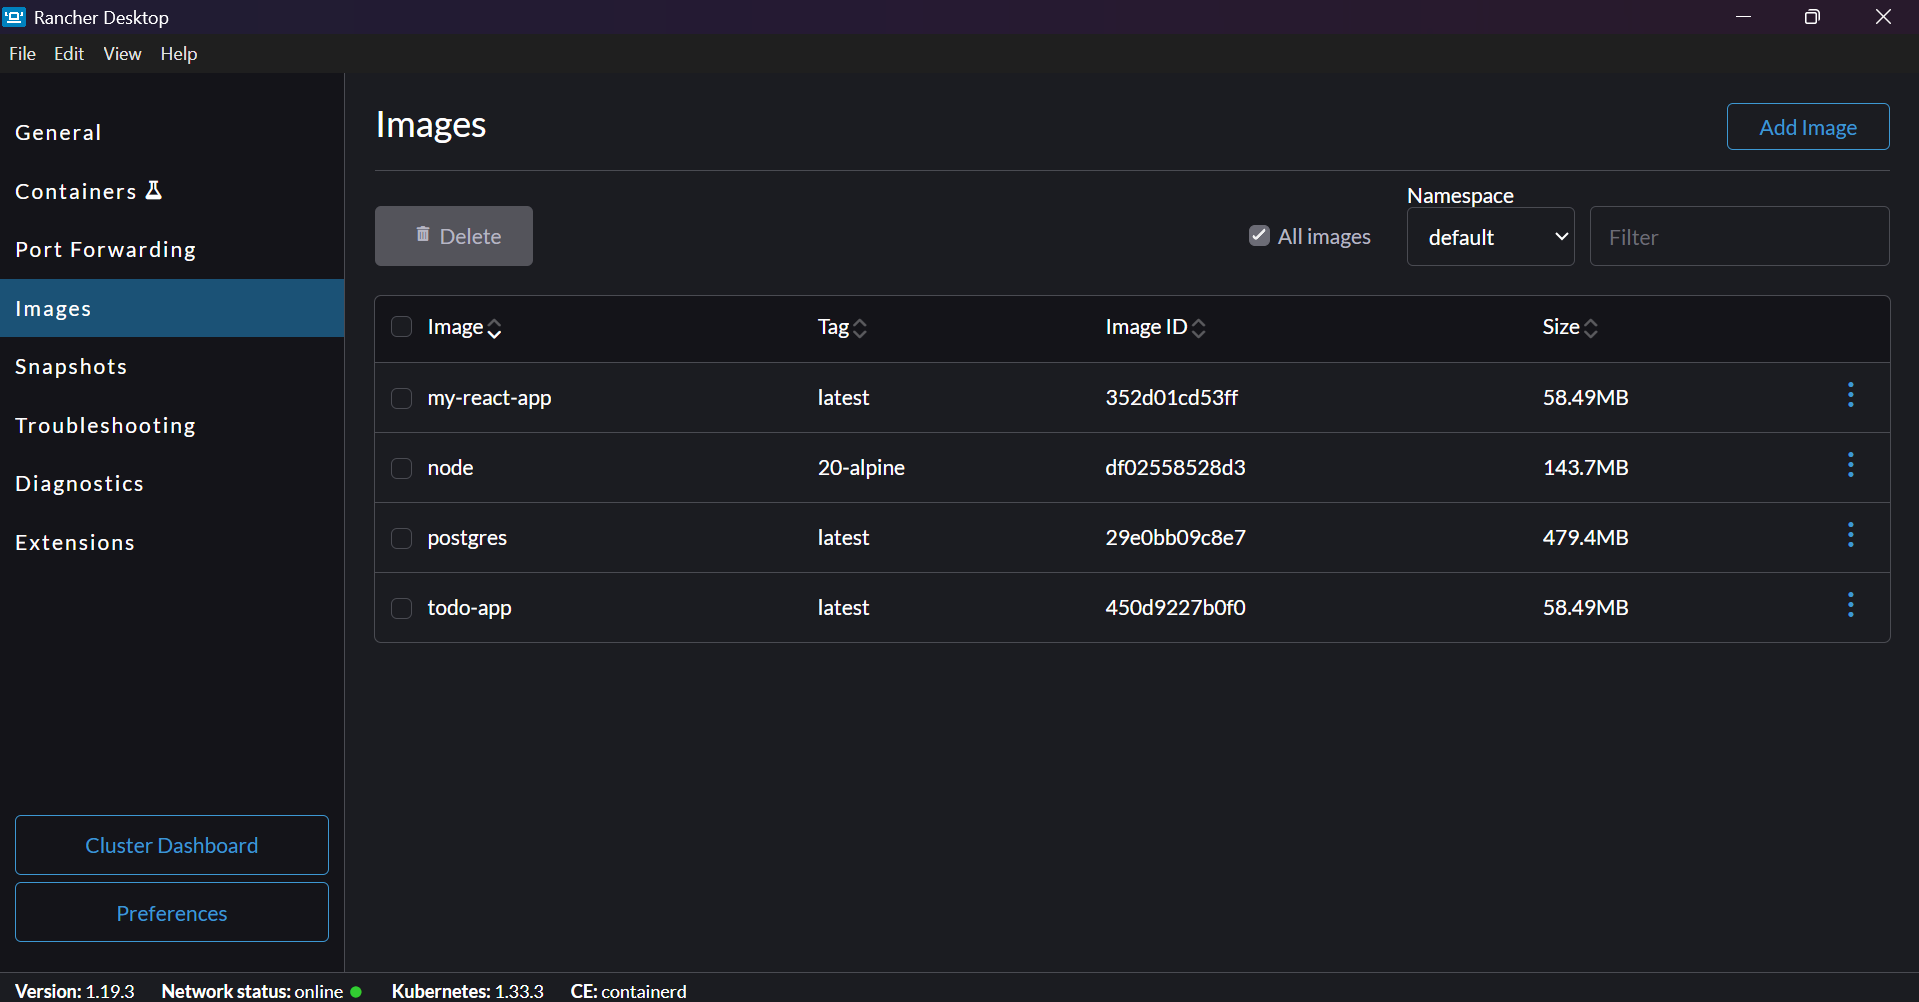 Rancher Desktop
File Edit View Help
General
Containers
Port Forwarding
Images
Snapshots
Troubleshooting
Diagnostics
Extensions
Cluster Dashboard
Preferences
Images
Add Image
Delete
All images
Namespace
default
Filter
Image Tag Image ID Size
my-react-app latest 352d01cd53ff 58.49MB
node 20-alpine df02558528d3 143.7MB
postgres latest 29e0bb09c8e7 479.4MB
todo-app latest 450d9227b0f0 58.49MB
Version: 1.19.3 Network status: online Kubernetes: 1.33.3 CE: containerd